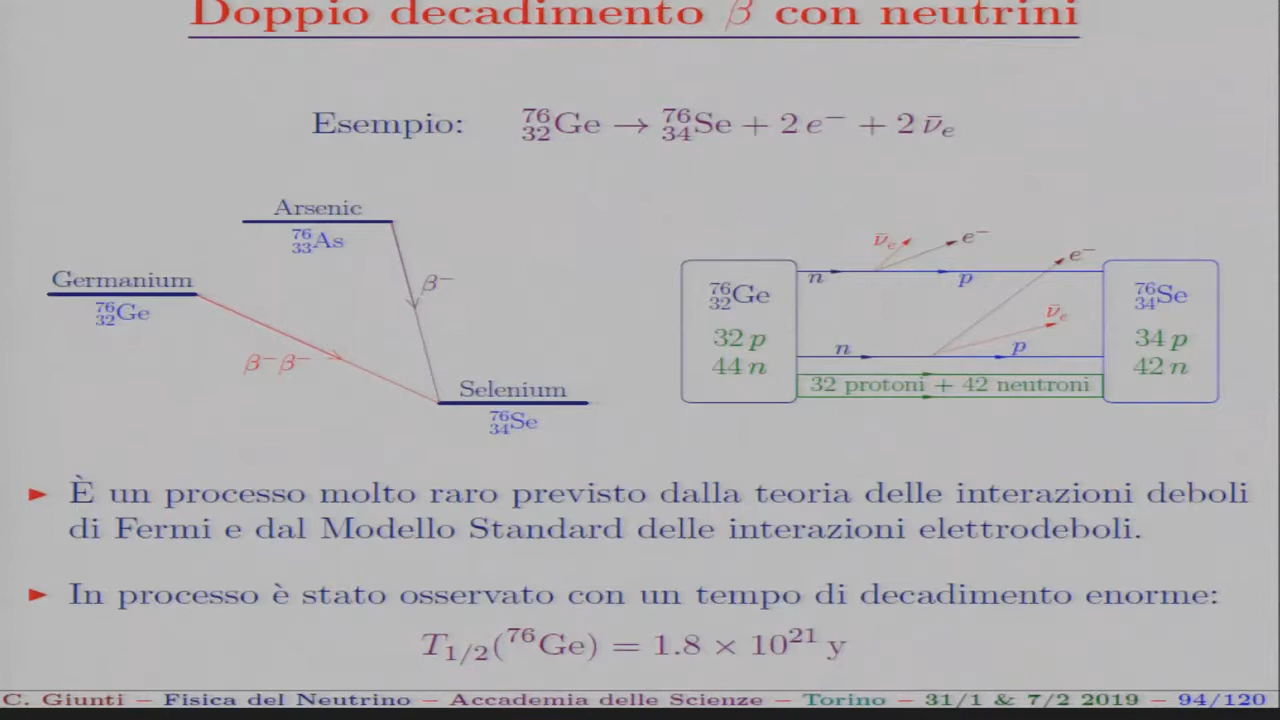 Doppio decadimento β con neutrini
Esempio: ⁷⁶₃₂Ge → ⁷⁶₃₄Se + 2 e⁻ + 2 ν̄ₑ
Arsenic
⁷⁶₃₃As
Germanium
⁷⁶₃₂Ge
β⁻
β⁻β⁻
Selenium
⁷⁶₃₄Se
⁷⁶₃₂Ge
32 p
44 n
n
ν̄ₑ
e⁻
p
n
e⁻
ν̄ₑ
p
32 protoni + 42 neutroni
⁷⁶₃₄Se
34 p
42 n
► È un processo molto raro previsto dalla teoria delle interazioni deboli
di Fermi e dal Modello Standard delle interazioni elettrodeboli.
► In processo è stato osservato con un tempo di decadimento enorme:
T₁/₂(⁷⁶Ge) = 1.8 × 10²¹ y
C. Giunti − Fisica del Neutrino − Accademia delle Scienze − Torino − 31/1 & 7/2 2019 − 94/120